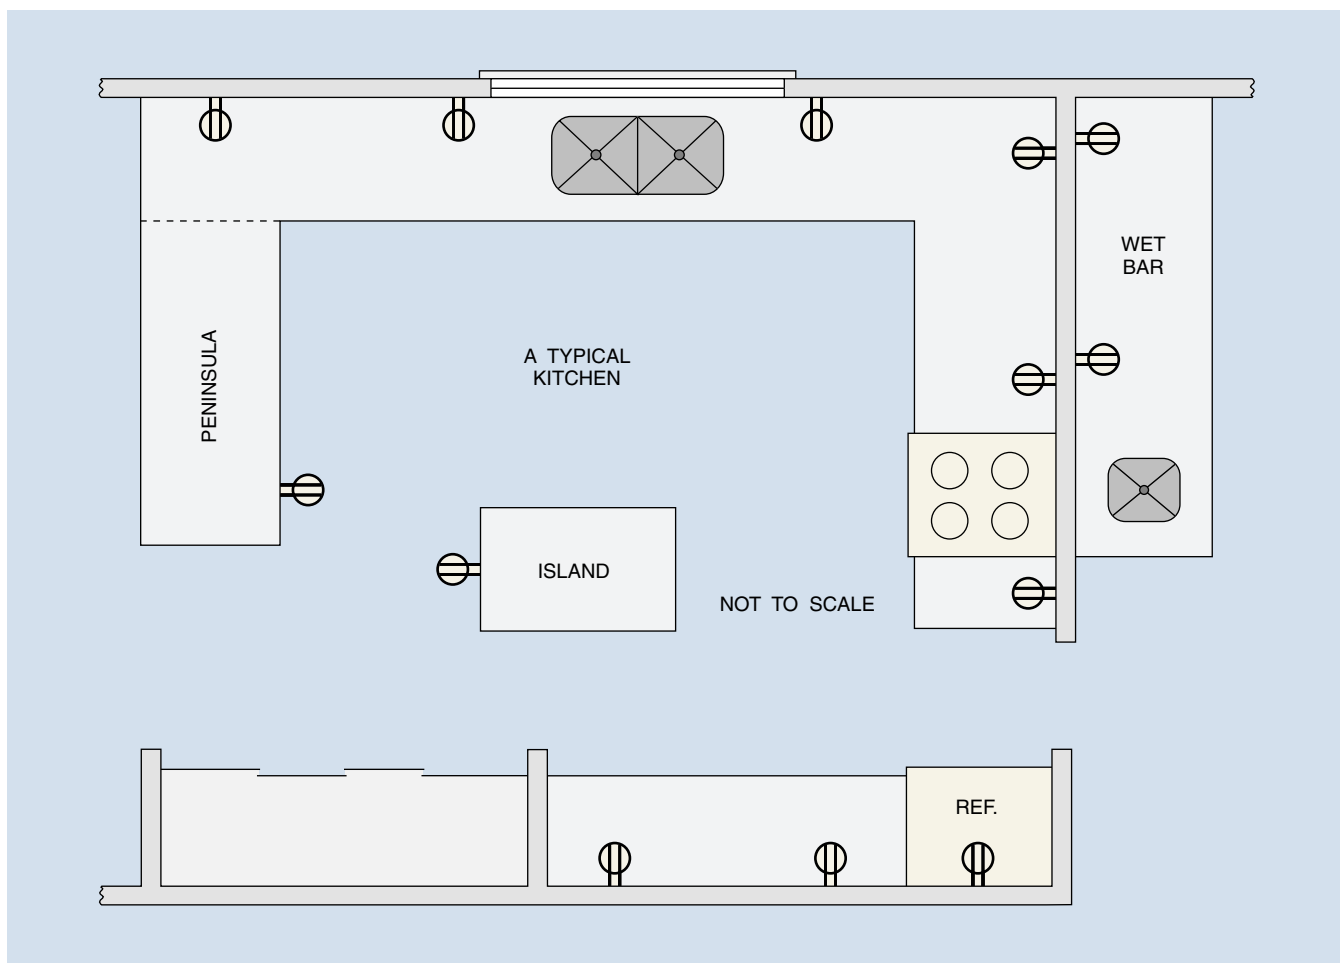 WET
BAR
PENINSULA
A TYPICAL
KITCHEN
ISLAND
NOT TO SCALE
REF.